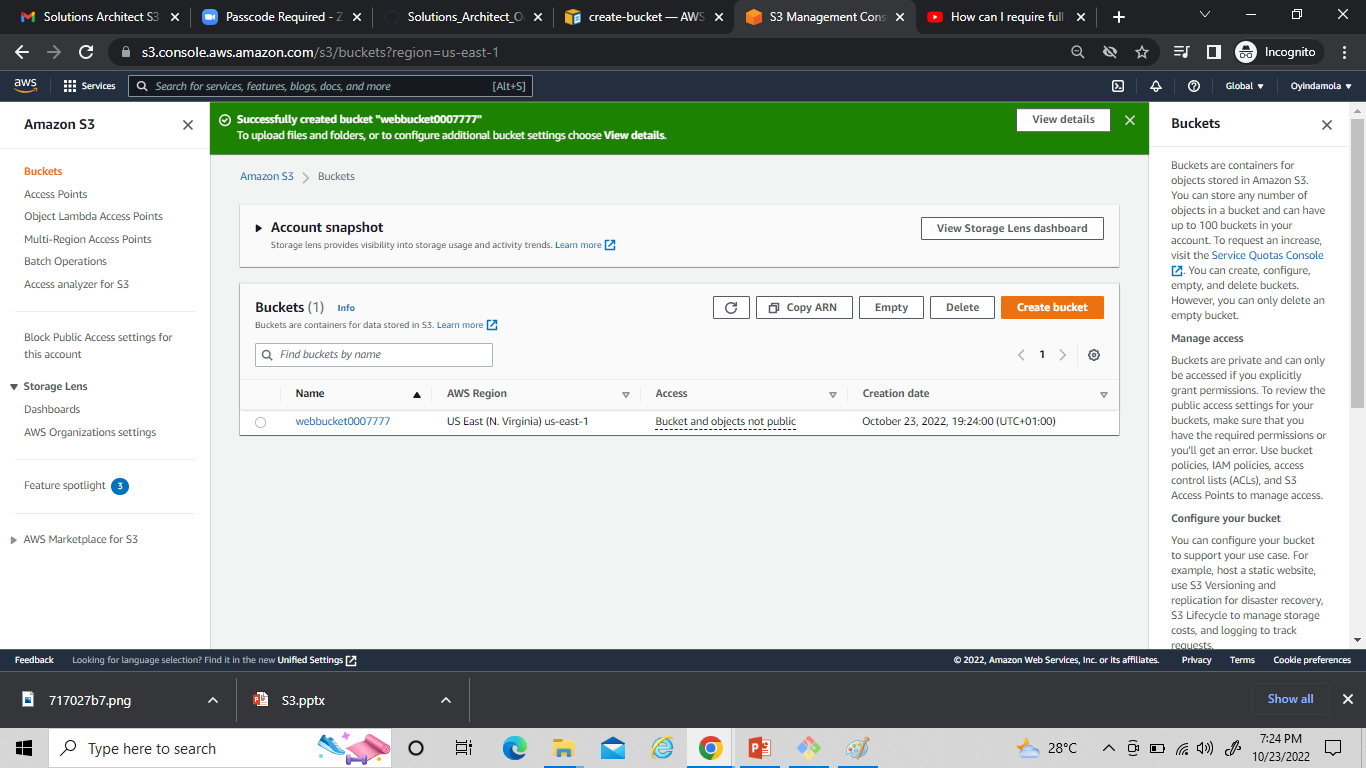 Solutions Architect S3
Passcode Required - Z
Solutions_Architect_O
create-bucket — AWS
S3 Management Cons
How can I require full
s3.console.aws.amazon.com/s3/buckets?region=us-east-1
Incognito
aws
Services
Search for services, features, blogs, docs, and more
[Alt+S]
Global
Oyindamola
Amazon S3
Buckets
Access Points
Object Lambda Access Points
Multi-Region Access Points
Batch Operations
Access analyzer for S3
Block Public Access settings for
this account
Storage Lens
Dashboards
AWS Organizations settings
Feature spotlight 3
AWS Marketplace for S3
Successfully created bucket "webbucket0007777"
To upload files and folders, or to configure additional bucket settings choose View details.
View details
Amazon S3
Buckets
Account snapshot
Storage lens provides visibility into storage usage and activity trends. Learn more
View Storage Lens dashboard
Buckets (1) Info
Buckets are containers for data stored in S3. Learn more
Copy ARN
Empty
Delete
Create bucket
Find buckets by name
1
Name
AWS Region
Access
Creation date
webbucket0007777
US East (N. Virginia) us-east-1
Bucket and objects not public
October 23, 2022, 19:24:00 (UTC+01:00)
Buckets
Buckets are containers for
objects stored in Amazon S3.
You can store any number of
objects in a bucket and can have
up to 100 buckets in your
account. To request an increase,
visit the Service Quotas Console
. You can create, configure,
empty, and delete buckets.
However, you can only delete an
empty bucket.
Manage access
Buckets are private and can only
be accessed if you explicitly
grant permissions. To review the
public access settings for your
buckets, make sure that you
have the required permissions or
you'll get an error. Use bucket
policies, IAM policies, access
control lists (ACLs), and S3
Access Points to manage access.
Configure your bucket
You can configure your bucket
to support your use case. For
example, host a static website,
use S3 Versioning and
replication for disaster recovery,
S3 Lifecycle to manage storage
costs, and logging to track
requests.
Feedback
Looking for language selection? Find it in the new Unified Settings
© 2022, Amazon Web Services, Inc. or its affiliates.
Privacy
Terms
Cookie preferences
717027b7.png
S3.pptx
Show all
Type here to search
28°C
7:24 PM
10/23/2022